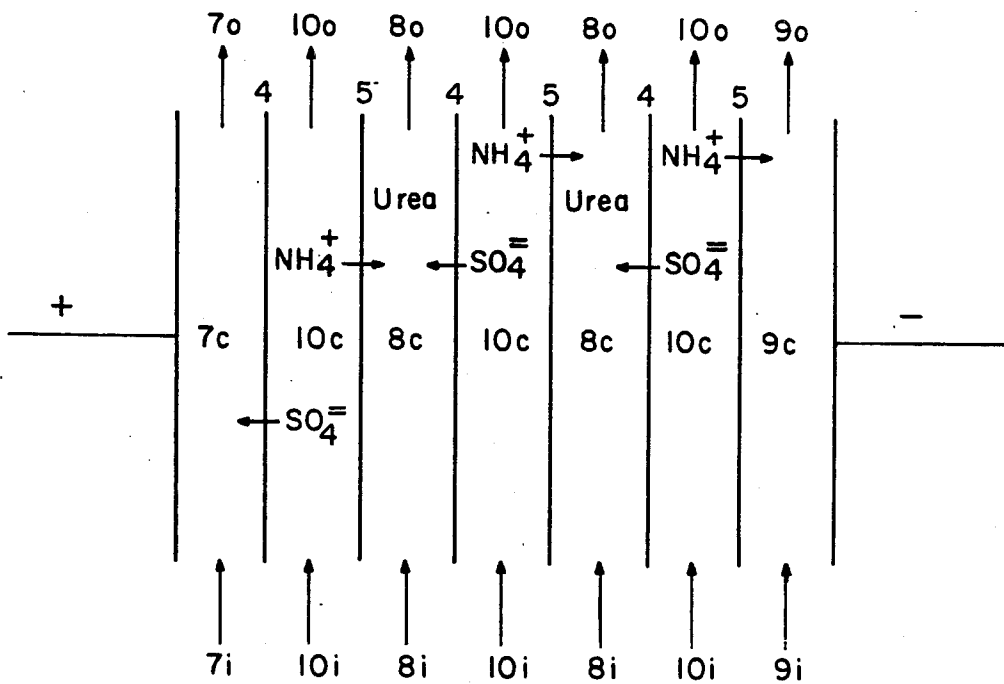 7o 10o 8o 10o 8o 10o 9o
4 5 4 5 4 5
NH4+ NH4+
Urea Urea
NH4+ SO4= SO4=
+ −
7c 10c 8c 10c 8c 10c 9c
SO4=
7i 10i 8i 10i 8i 10i 9i